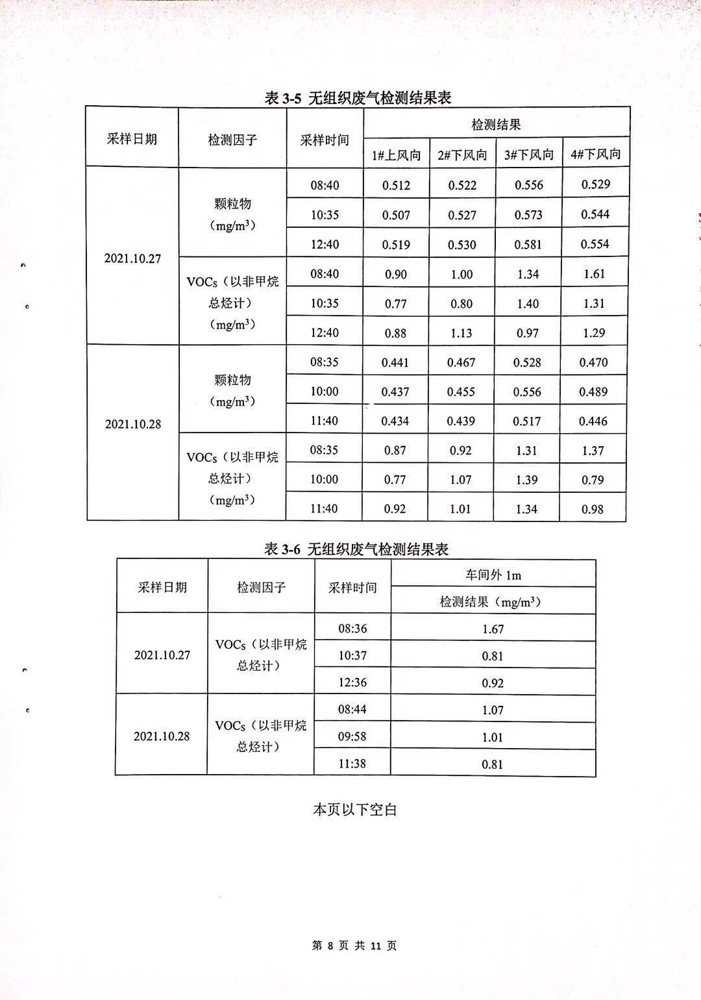 表 3-5 无组织废气检测结果表
采样日期 检测因子 采样时间 检测结果
1#上风向 2#下风向 3#下风向 4#下风向
2021.10.27 颗粒物（mg/m³） 08:40 0.512 0.522 0.556 0.529
10:35 0.507 0.527 0.573 0.544
12:40 0.519 0.530 0.581 0.554
VOCs（以非甲烷总烃计）（mg/m³） 08:40 0.90 1.00 1.34 1.61
10:35 0.77 0.80 1.40 1.31
12:40 0.88 1.13 0.97 1.29
2021.10.28 颗粒物（mg/m³） 08:35 0.441 0.467 0.528 0.470
10:00 0.437 0.455 0.556 0.489
11:40 0.434 0.439 0.517 0.446
VOCs（以非甲烷总烃计）（mg/m³） 08:35 0.87 0.92 1.31 1.37
10:00 0.77 1.07 1.39 0.79
11:40 0.92 1.01 1.34 0.98
表 3-6 无组织废气检测结果表
采样日期 检测因子 采样时间 车间外 1m
检测结果（mg/m³）
2021.10.27 VOCs（以非甲烷总烃计） 08:36 1.67
10:37 0.81
12:36 0.92
2021.10.28 VOCs（以非甲烷总烃计） 08:44 1.07
09:58 1.01
11:38 0.81
本页以下空白
第 8 页 共 11 页